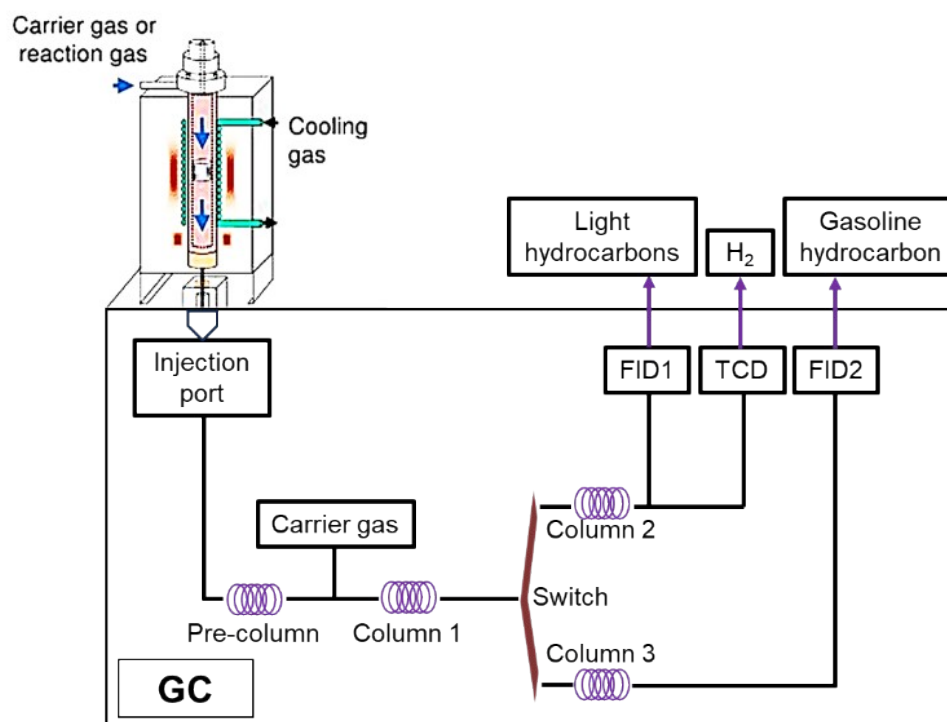 Carrier gas or
reaction gas
Cooling
gas
Light
hydrocarbons
H₂
Gasoline
hydrocarbon
Injection
port
FID1
TCD
FID2
Carrier gas
Column 2
Switch
Pre-column
Column 1
Column 3
GC